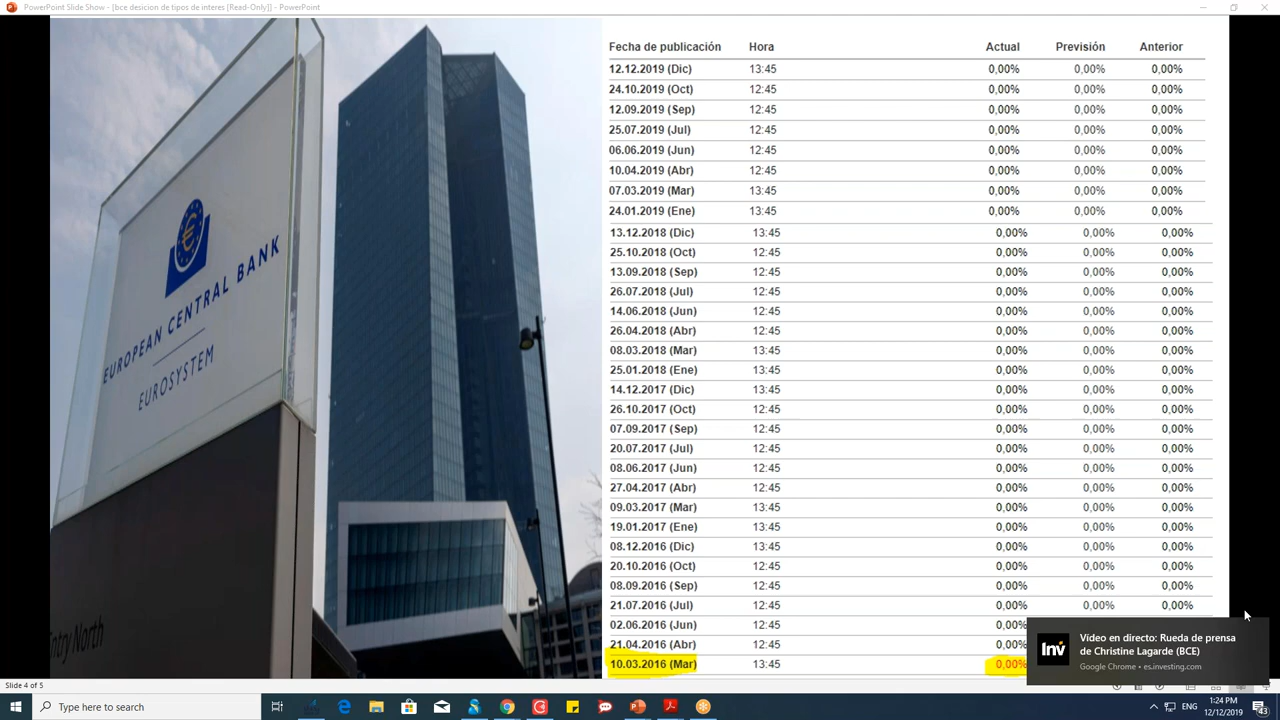 PowerPoint Slide Show - [bce desicion de tipos de interes [Read-Only]] - PowerPoint
EUROPEAN CENTRAL BANK
EUROSYSTEM
Entry North
Fecha de publicación Hora Actual Previsión Anterior
12.12.2019 (Dic) 13:45 0,00% 0,00% 0,00%
24.10.2019 (Oct) 12:45 0,00% 0,00% 0,00%
12.09.2019 (Sep) 12:45 0,00% 0,00% 0,00%
25.07.2019 (Jul) 12:45 0,00% 0,00% 0,00%
06.06.2019 (Jun) 12:45 0,00% 0,00% 0,00%
10.04.2019 (Abr) 12:45 0,00% 0,00% 0,00%
07.03.2019 (Mar) 13:45 0,00% 0,00% 0,00%
24.01.2019 (Ene) 13:45 0,00% 0,00% 0,00%
13.12.2018 (Dic) 13:45 0,00% 0,00% 0,00%
25.10.2018 (Oct) 12:45 0,00% 0,00% 0,00%
13.09.2018 (Sep) 12:45 0,00% 0,00% 0,00%
26.07.2018 (Jul) 12:45 0,00% 0,00% 0,00%
14.06.2018 (Jun) 12:45 0,00% 0,00% 0,00%
26.04.2018 (Abr) 12:45 0,00% 0,00% 0,00%
08.03.2018 (Mar) 13:45 0,00% 0,00% 0,00%
25.01.2018 (Ene) 13:45 0,00% 0,00% 0,00%
14.12.2017 (Dic) 13:45 0,00% 0,00% 0,00%
26.10.2017 (Oct) 12:45 0,00% 0,00% 0,00%
07.09.2017 (Sep) 12:45 0,00% 0,00% 0,00%
20.07.2017 (Jul) 12:45 0,00% 0,00% 0,00%
08.06.2017 (Jun) 12:45 0,00% 0,00% 0,00%
27.04.2017 (Abr) 12:45 0,00% 0,00% 0,00%
09.03.2017 (Mar) 13:45 0,00% 0,00% 0,00%
19.01.2017 (Ene) 13:45 0,00% 0,00% 0,00%
08.12.2016 (Dic) 13:45 0,00% 0,00% 0,00%
20.10.2016 (Oct) 12:45 0,00% 0,00% 0,00%
08.09.2016 (Sep) 12:45 0,00% 0,00% 0,00%
21.07.2016 (Jul) 12:45 0,00% 0,00% 0,00%
02.06.2016 (Jun) 12:45 0,00%
21.04.2016 (Abr) 12:45 0,00%
10.03.2016 (Mar) 13:45 0,00%
Inv
Vídeo en directo: Rueda de prensa
de Christine Lagarde (BCE)
Google Chrome • es.investing.com
Slide 4 of 5
Type here to search
ENG
1:24 PM
12/12/2019
43